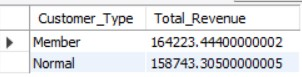 Customer_Type Total_Revenue
Member 164223.44400000002
Normal 158743.30500000005